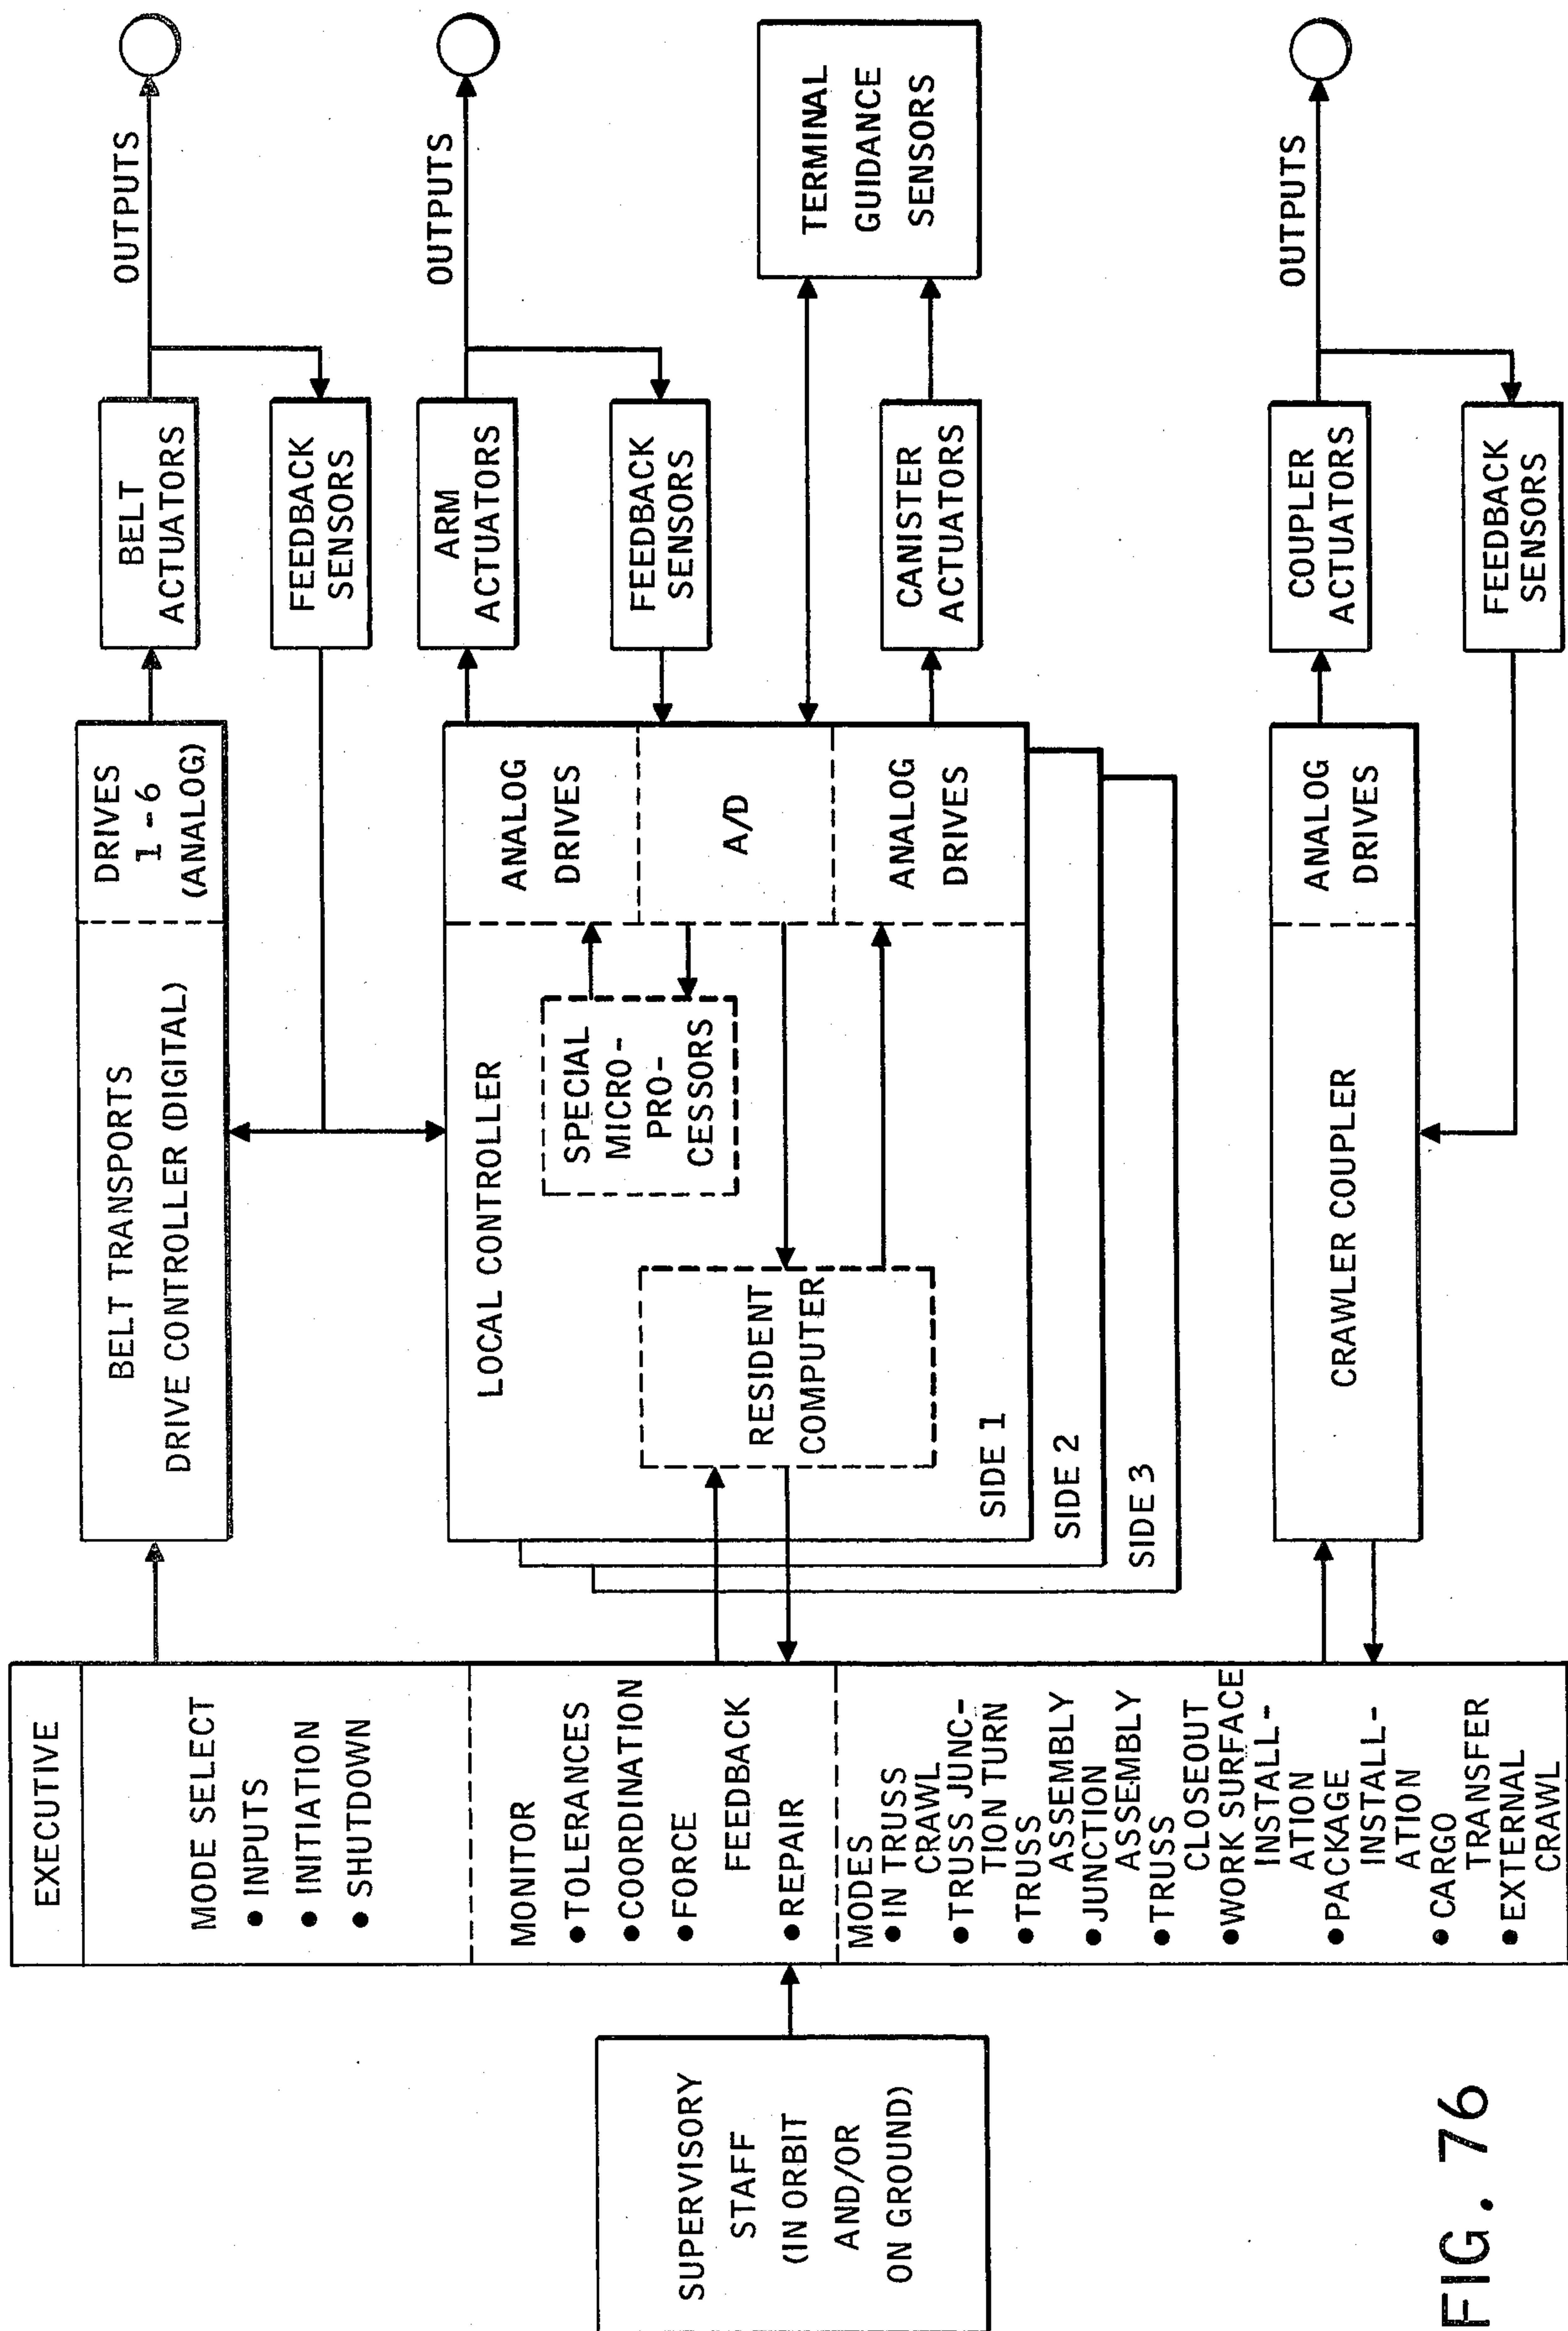 SUPERVISORY
STAFF
(IN ORBIT
AND/OR
ON GROUND)
EXECUTIVE
MODE SELECT
● INPUTS
● INITIATION
● SHUTDOWN
MONITOR
● TOLERANCES
● COORDINATION
● FORCE
FEEDBACK
● REPAIR
MODES
● IN TRUSS
CRAWL
● TRUSS JUNC-
TION TURN
● TRUSS
ASSEMBLY
● JUNCTION
ASSEMBLY
● TRUSS
CLOSEOUT
● WORK SURFACE
INSTALL-
ATION
● PACKAGE
INSTALL-
ATION
● CARGO
TRANSFER
● EXTERNAL
CRAWL
BELT TRANSPORTS
DRIVE CONTROLLER (DIGITAL)
DRIVES
1 - 6
(ANALOG)
BELT
ACTUATORS
OUTPUTS
FEEDBACK
SENSORS
LOCAL CONTROLLER
SPECIAL
MICRO-
PRO-
CESSORS
RESIDENT
COMPUTER
SIDE 1
SIDE 2
SIDE 3
ANALOG
DRIVES
A/D
ANALOG
DRIVES
ARM
ACTUATORS
OUTPUTS
FEEDBACK
SENSORS
CANISTER
ACTUATORS
TERMINAL
GUIDANCE
SENSORS
CRAWLER COUPLER
ANALOG
DRIVES
COUPLER
ACTUATORS
OUTPUTS
FEEDBACK
SENSORS
FIG. 76